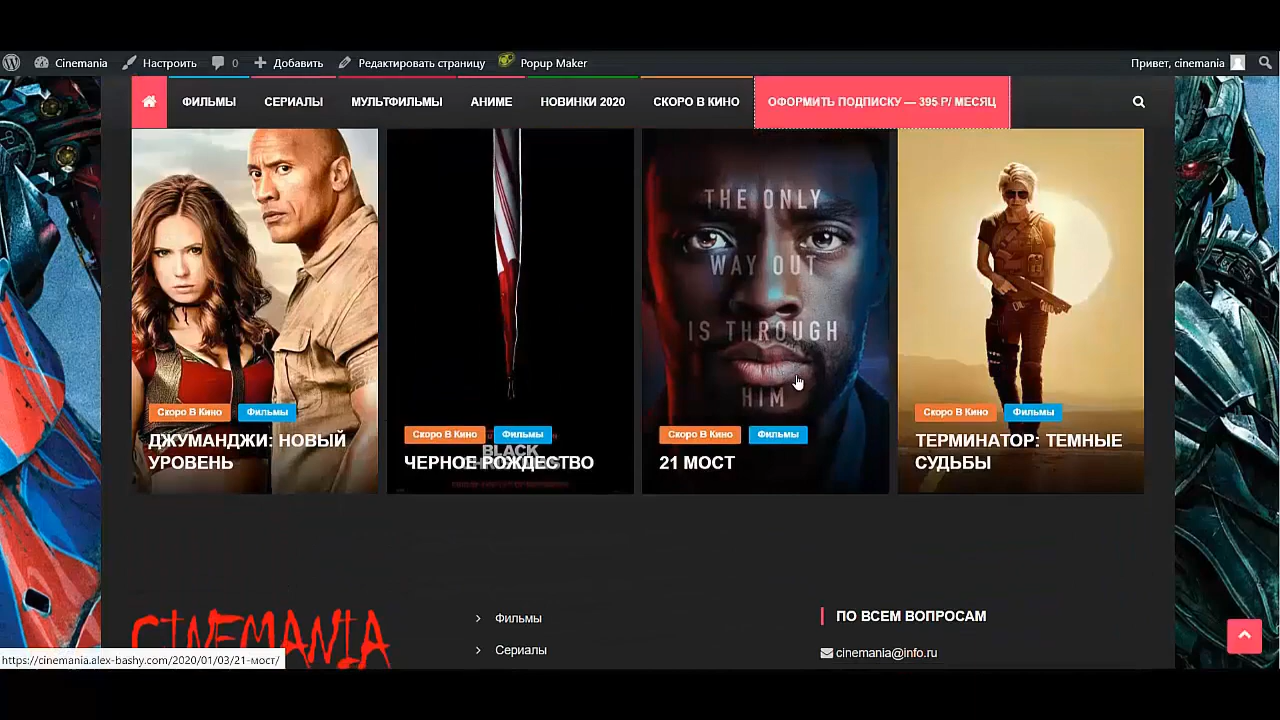 Cinemania Настроить 0 Добавить Редактировать страницу Popup Maker Привет, cinemania
ФИЛЬМЫ СЕРИАЛЫ МУЛЬТФИЛЬМЫ АНИМЕ НОВИНКИ 2020 СКОРО В КИНО ОФОРМИТЬ ПОДПИСКУ — 395 Р/ МЕСЯЦ
THE ONLY
WAY OUT
IS THROUGH
HIM
Скоро В Кино Фильмы
ДЖУМАНДЖИ: НОВЫЙ
УРОВЕНЬ
Скоро В Кино Фильмы
BLACK
ЧЕРНОЕ РОЖДЕСТВО
Скоро В Кино Фильмы
21 МОСТ
Скоро В Кино Фильмы
ТЕРМИНАТОР: ТЕМНЫЕ
СУДЬБЫ
CINEMANIA
Фильмы
Сериалы
ПО ВСЕМ ВОПРОСАМ
cinemania@info.ru
https://cinemania.alex-bashy.com/2020/01/03/21-мост/